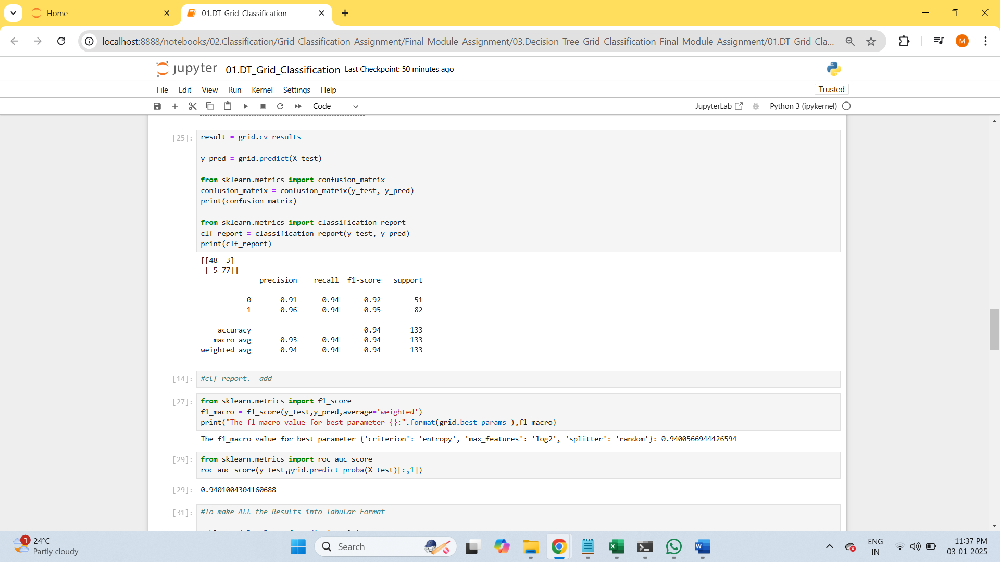 Home
01.DT_Grid_Classification
localhost:8888/notebooks/02.Classification/Grid_Classification_Assignment/Final_Module_Assignment/03.Decision_Tree_Grid_Classification_Final_Module_Assignment/01.DT_Grid_Cla...
M
jupyter 01.DT_Grid_Classification Last Checkpoint: 50 minutes ago
File Edit View Run Kernel Settings Help Trusted
Code JupyterLab Python 3 (ipykernel)
[25]: result = grid.cv_results_
y_pred = grid.predict(X_test)
from sklearn.metrics import confusion_matrix
confusion_matrix = confusion_matrix(y_test, y_pred)
print(confusion_matrix)
from sklearn.metrics import classification_report
clf_report = classification_report(y_test, y_pred)
print(clf_report)
[[48  3]
[ 5 77]]
precision recall f1-score support
0 0.91 0.94 0.92 51
1 0.96 0.94 0.95 82
accuracy 0.94 133
macro avg 0.93 0.94 0.94 133
weighted avg 0.94 0.94 0.94 133
[14]: #clf_report.__add__
[27]: from sklearn.metrics import f1_score
f1_macro = f1_score(y_test,y_pred,average='weighted')
print("The f1_macro value for best parameter {}:".format(grid.best_params_),f1_macro)
The f1_macro value for best parameter {'criterion': 'entropy', 'max_features': 'log2', 'splitter': 'random'}: 0.9400566944426594
[29]: from sklearn.metrics import roc_auc_score
roc_auc_score(y_test,grid.predict_proba(X_test)[:,1])
[29]: 0.9401004304160688
[31]: #To make All the Results into Tabular Format
1 24°C
Partly cloudy
Search
ENG
IN
11:37 PM
03-01-2025